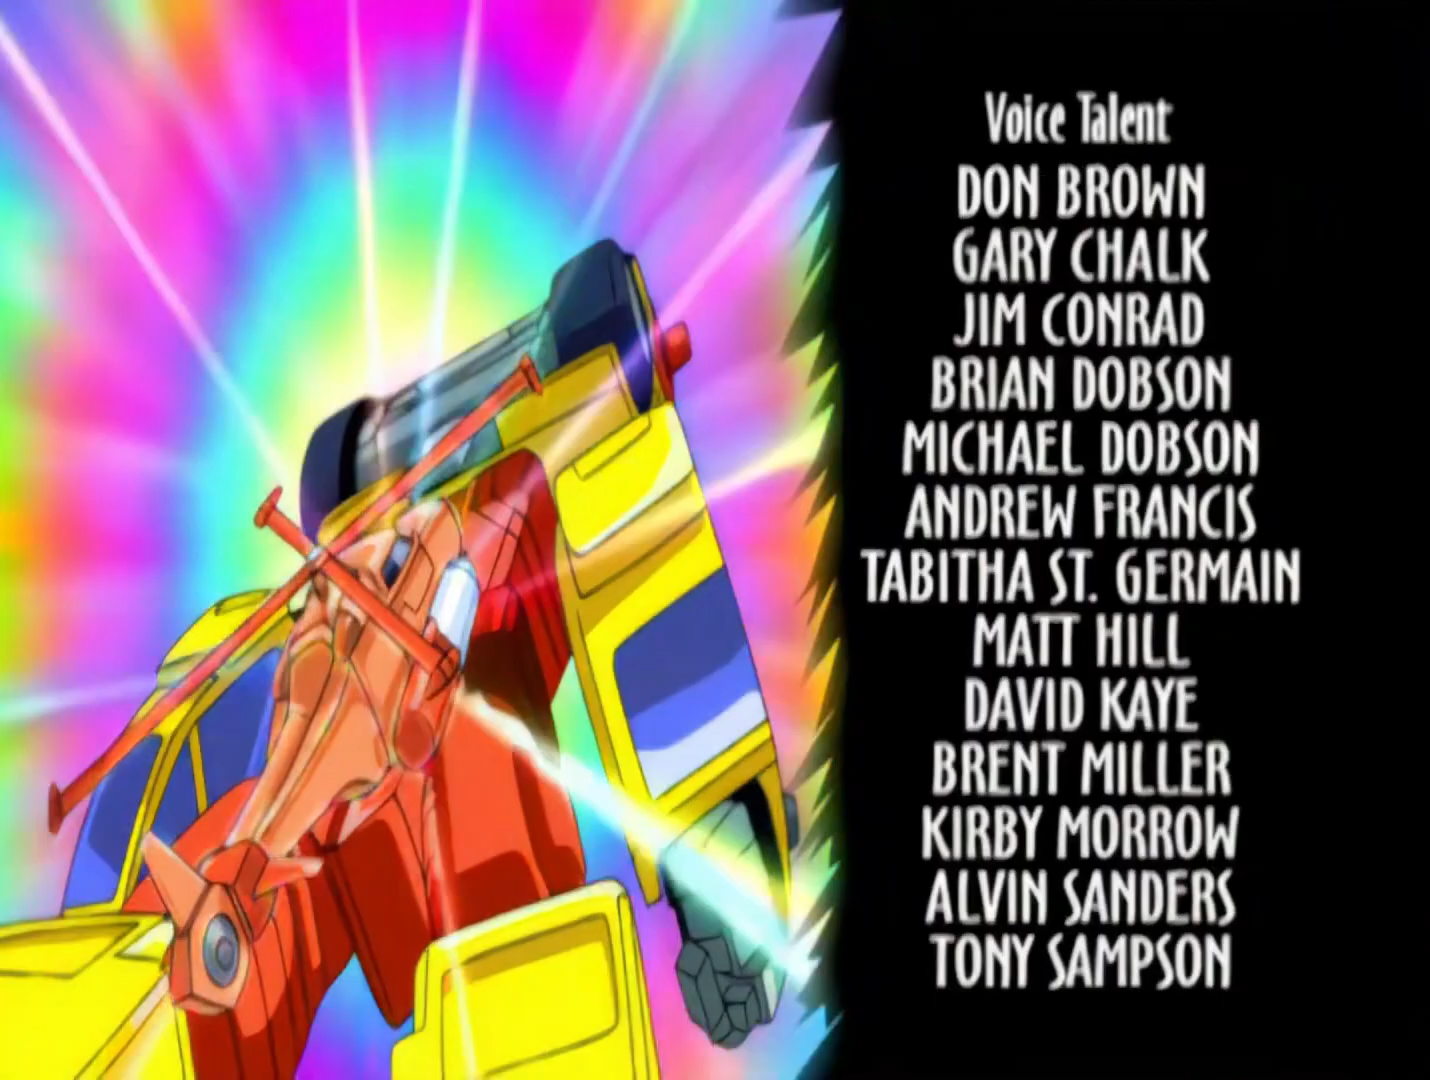 Voice Talent
DON BROWN
GARY CHALK
JIM CONRAD
BRIAN DOBSON
MICHAEL DOBSON
ANDREW FRANCIS
TABITHA ST. GERMAIN
MATT HILL
DAVID KAYE
BRENT MILLER
KIRBY MORROW
ALVIN SANDERS
TONY SAMPSON